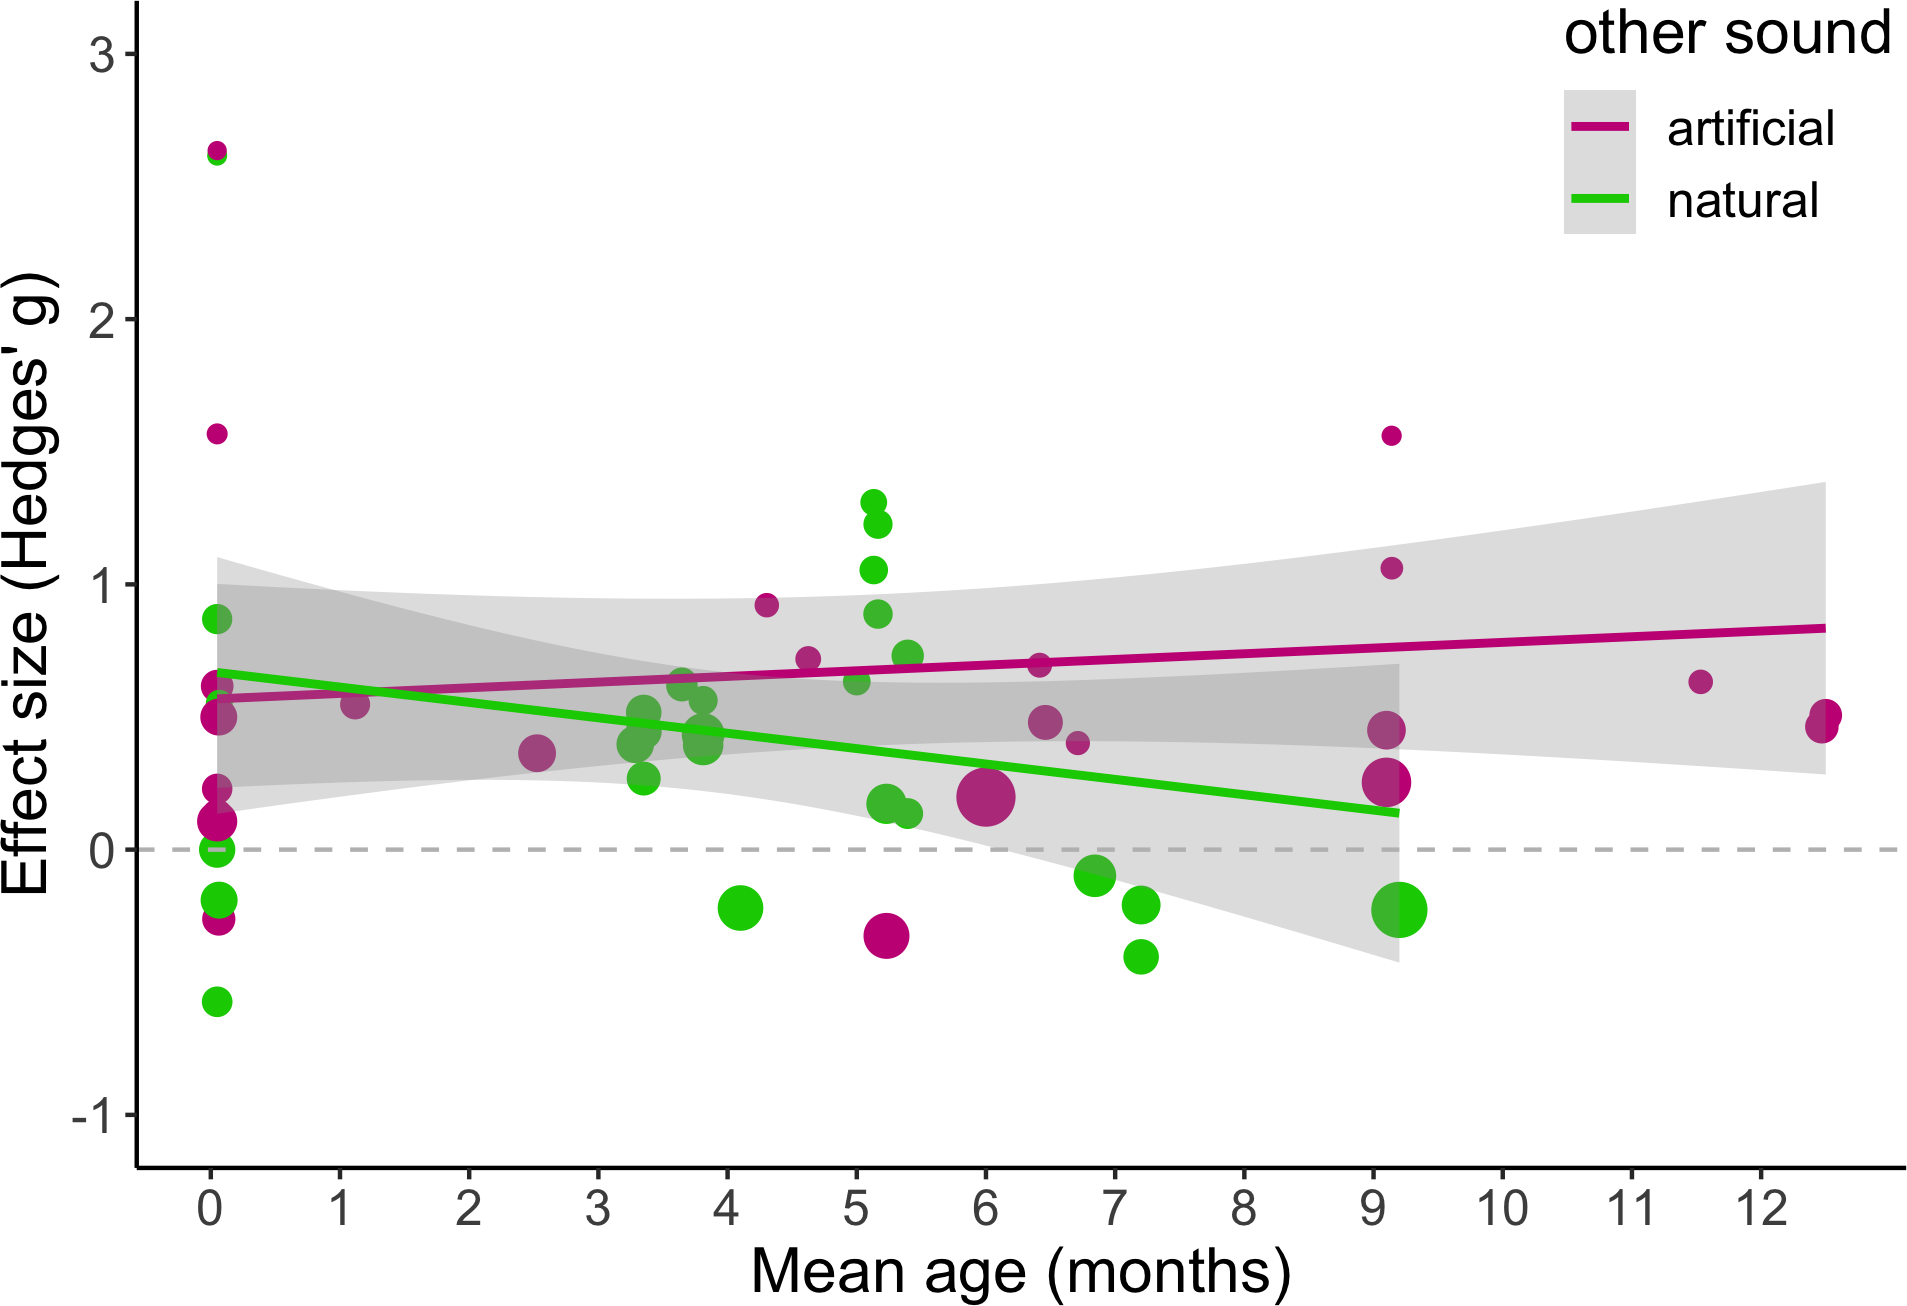 other sound
artificial
natural
Effect size (Hedges' g)
3
2
1
0
-1
0 1 2 3 4 5 6 7 8 9 10 11 12
Mean age (months)